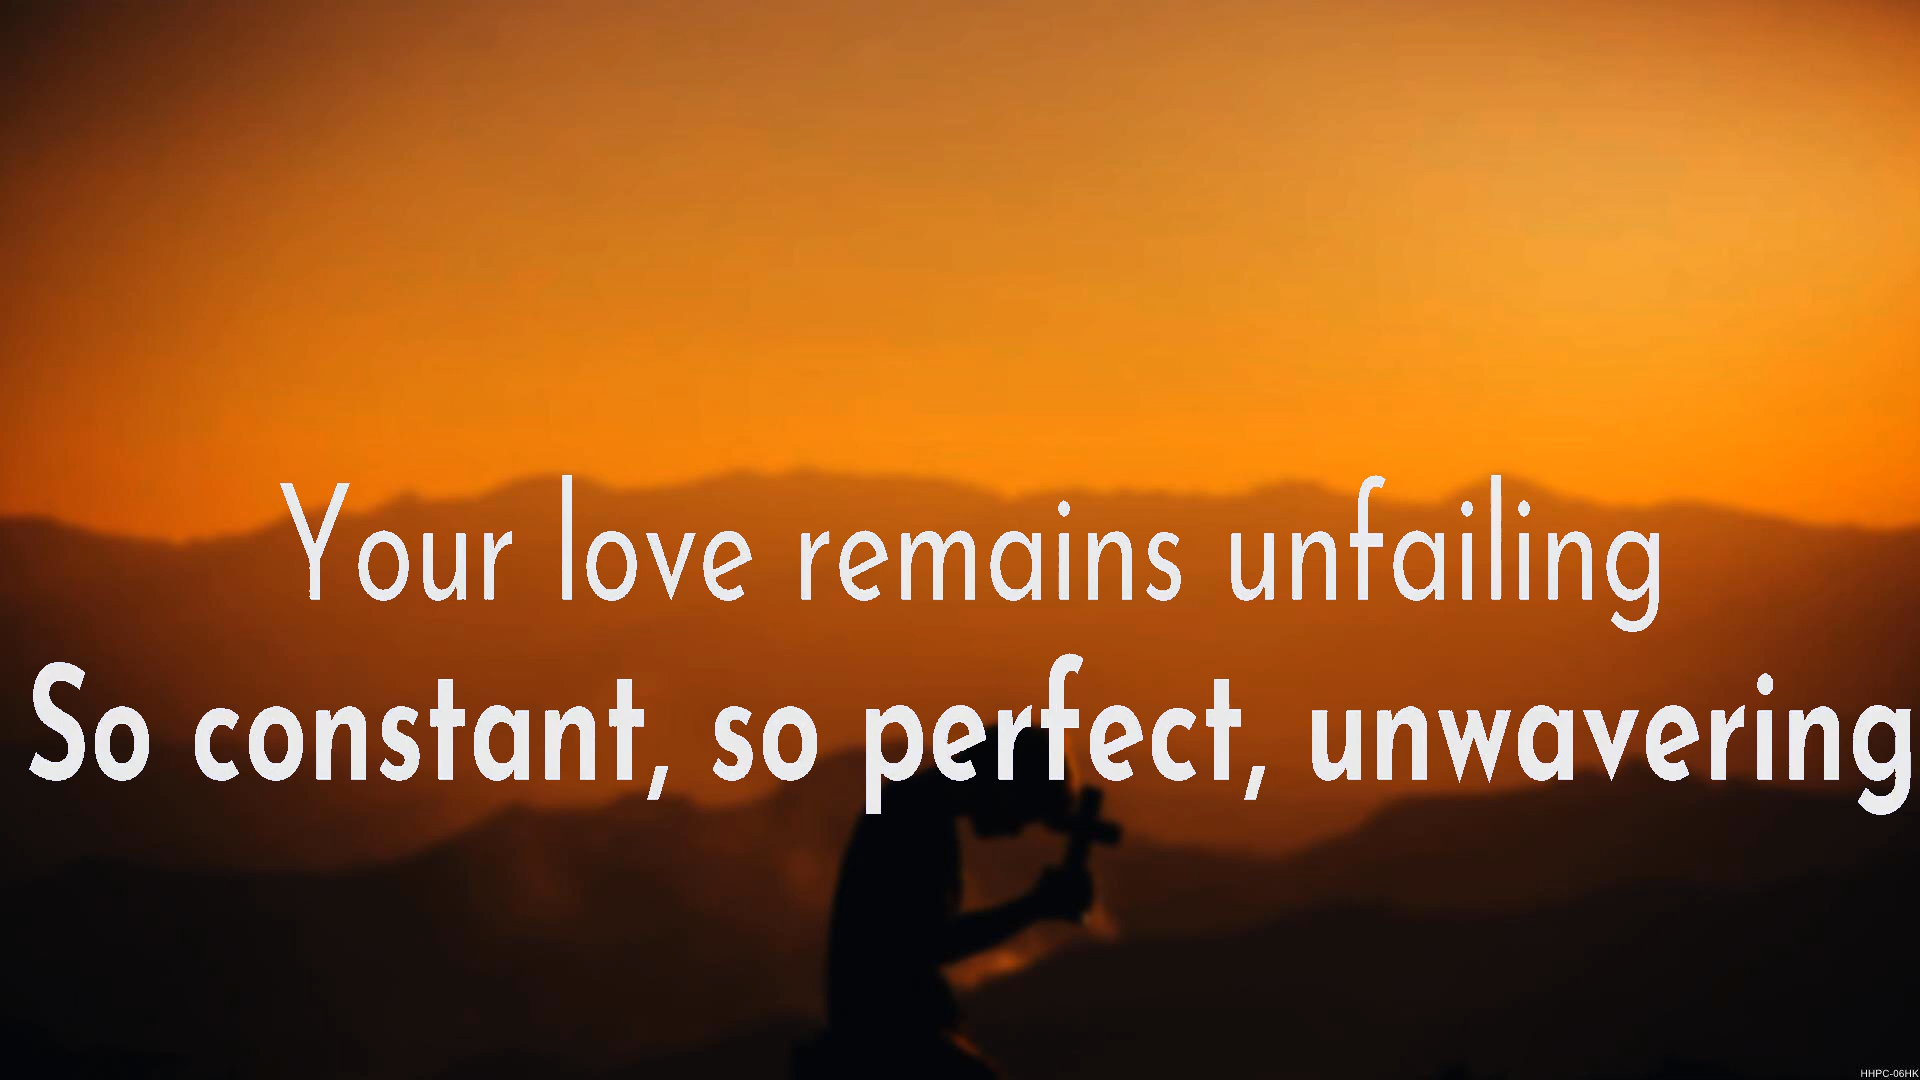 Your love remains unfailing
So constant, so perfect, unwavering
HHPC-06HK